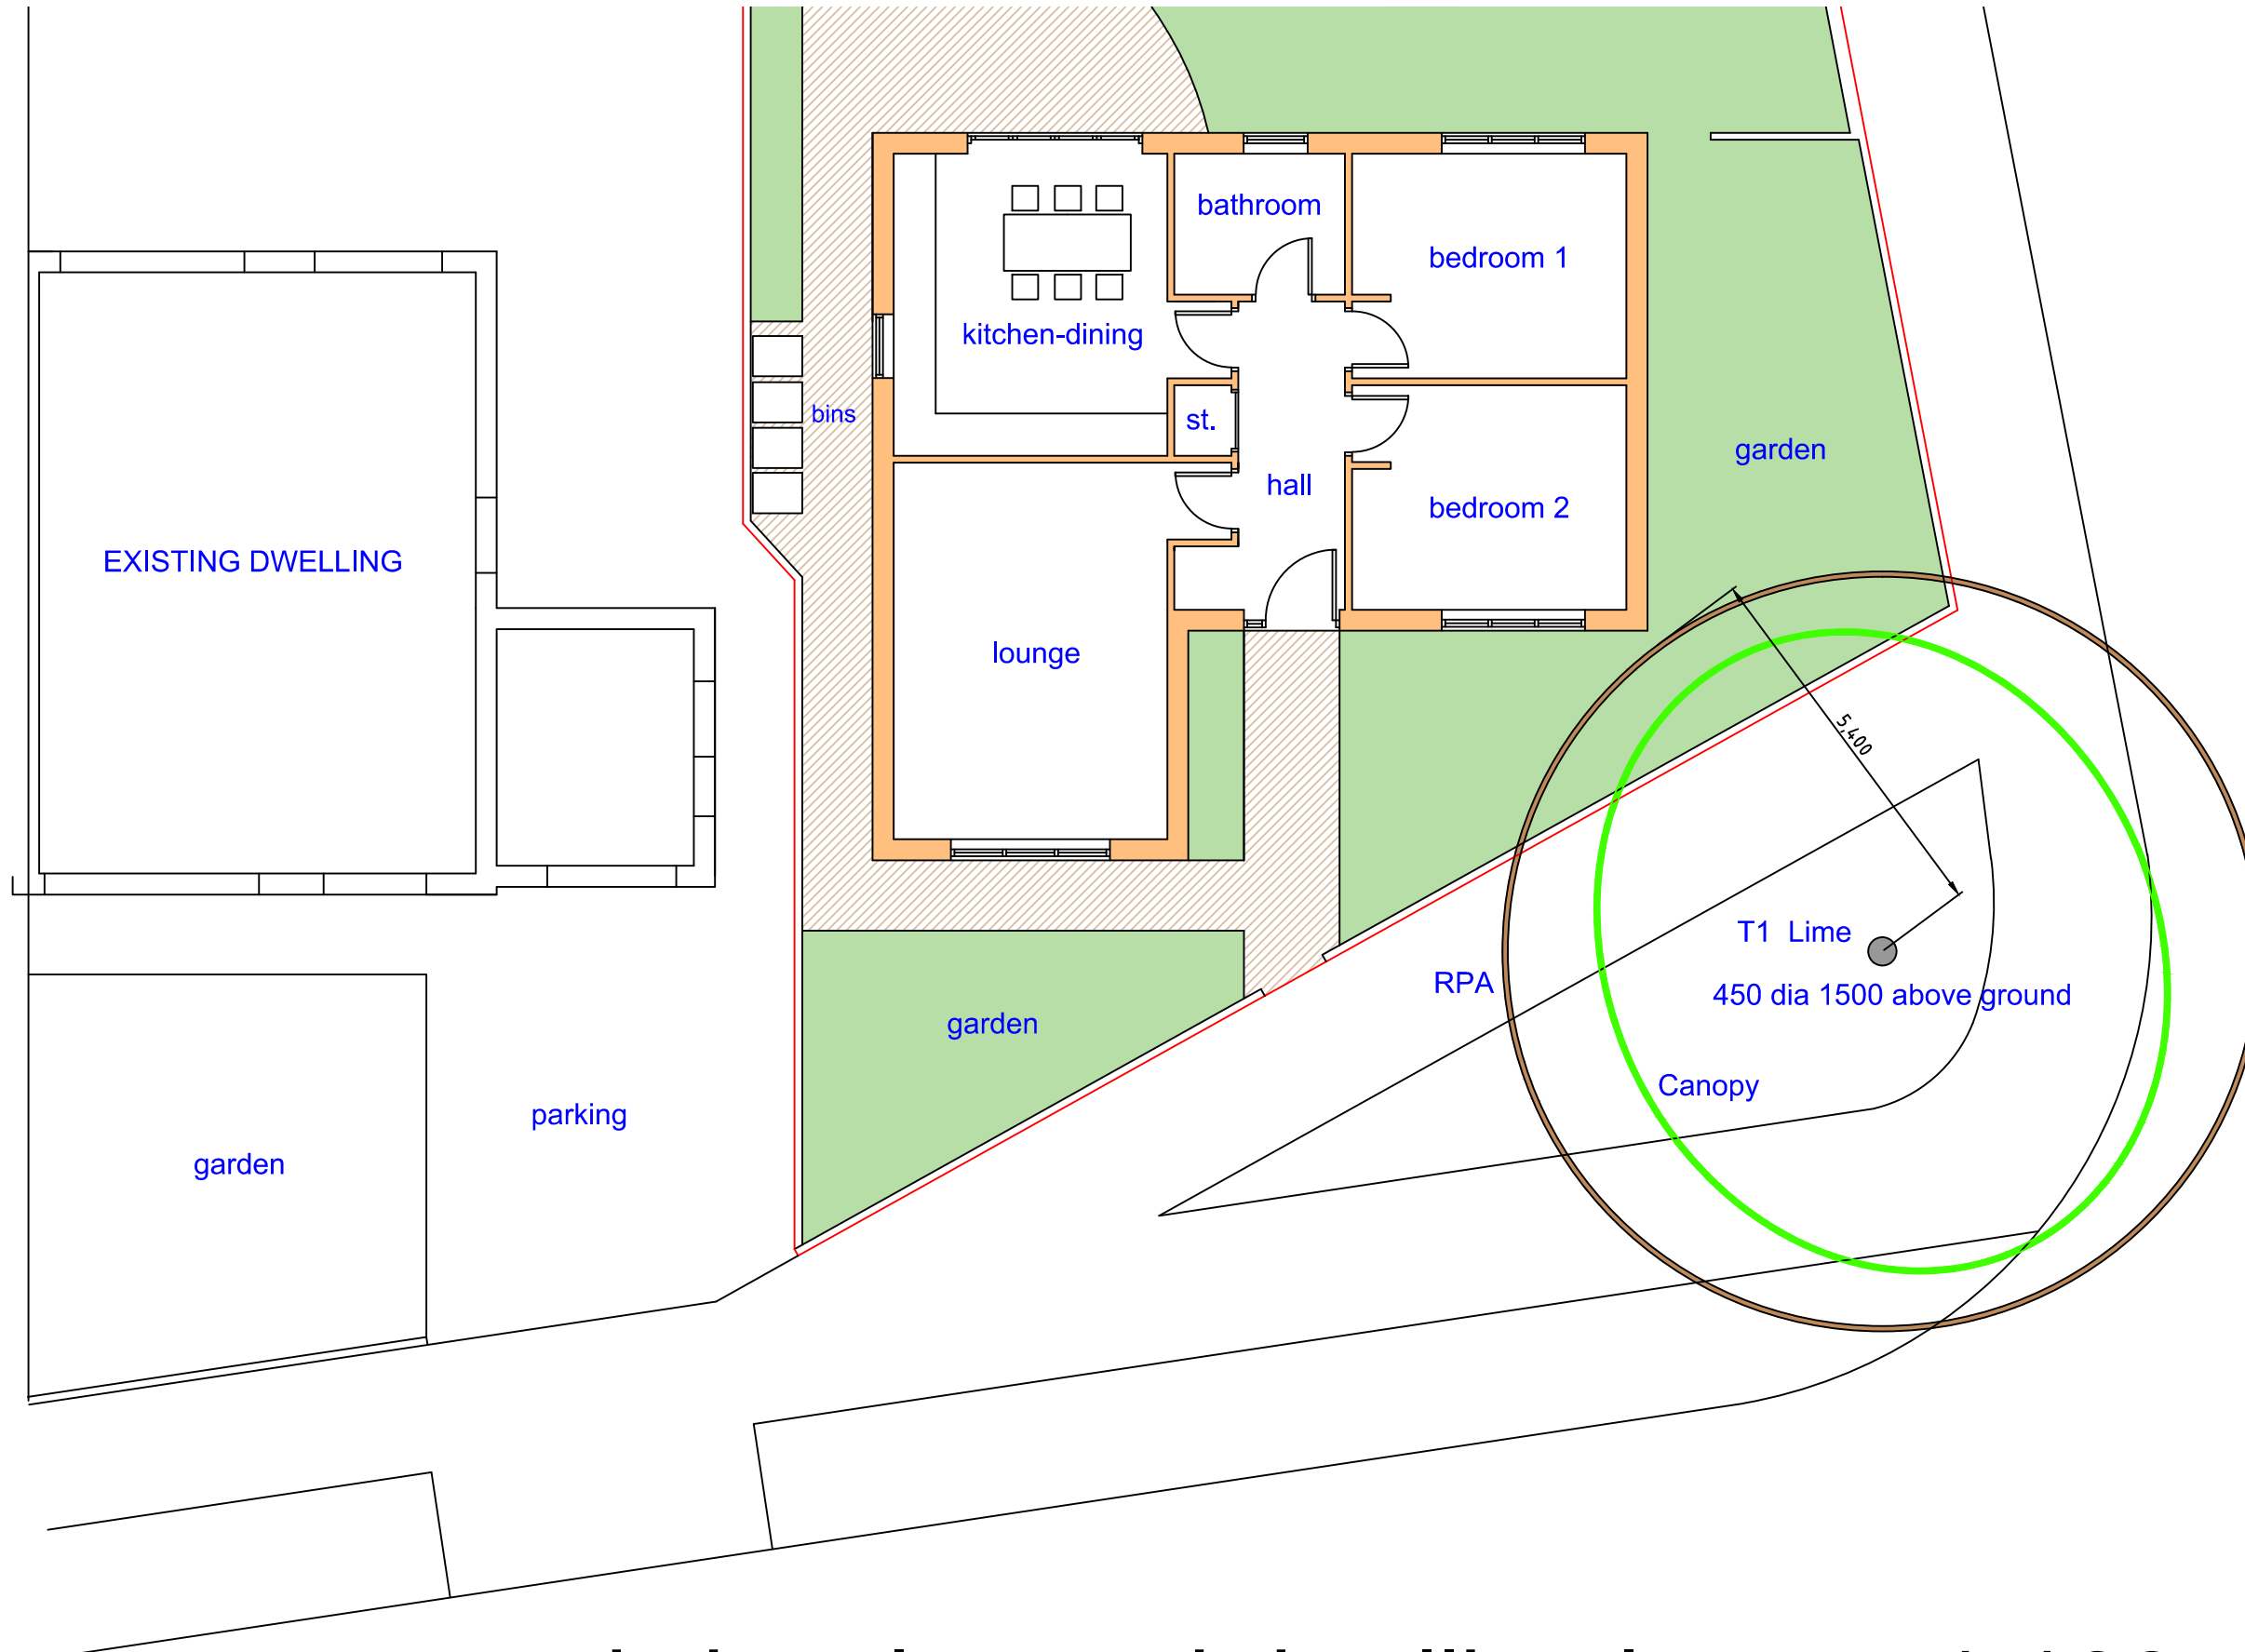 bathroom
bedroom 1
kitchen-dining
bins
st.
hall
garden
bedroom 2
EXISTING DWELLING
lounge
5,400
T1 Lime
RPA
450 dia 1500 above ground
garden
Canopy
parking
garden